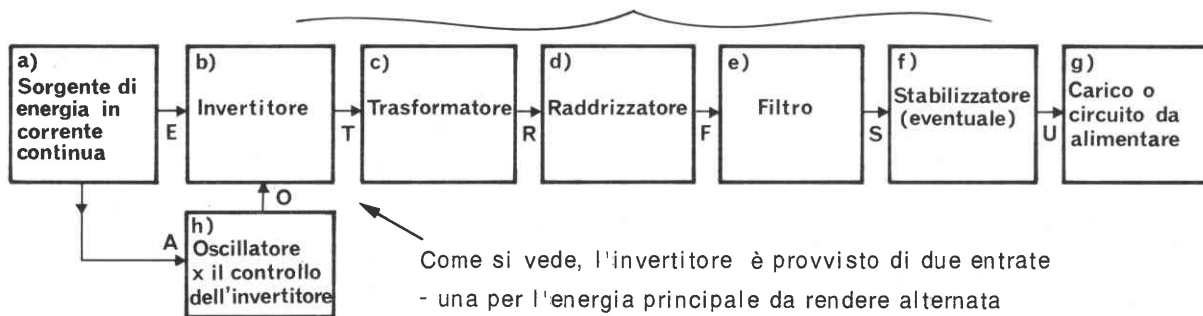 a)
Sorgente di
energia in
corrente
continua
E
b)
Invertitore
T
c)
Trasformatore
R
d)
Raddrizzatore
F
e)
Filtro
S
f)
Stabilizzatore
(eventuale)
U
g)
Carico o
circuito da
alimentare
A
O
h)
Oscillatore
x il controllo
dell'invertitore
Come si vede, l'invertitore è provvisto di due entrate
- una per l'energia principale da rendere alternata